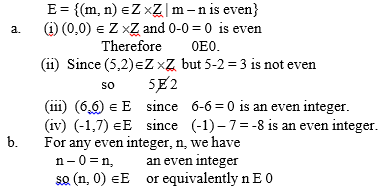 E = {(m, n) ∈Z ×Z | m – n is even}
a. (i) (0,0) ∈ Z ×Z and 0-0 = 0 is even
Therefore 0E0.
(ii) Since (5,2)∈Z ×Z but 5-2 = 3 is not even
so 5E̸2
(iii) (6,6) ∈ E since 6-6 = 0 is an even integer.
(iv) (-1,7) ∈E since (-1) – 7 = -8 is an even integer.
b. For any even integer, n, we have
n – 0 = n, an even integer
so (n, 0) ∈E or equivalently n E 0